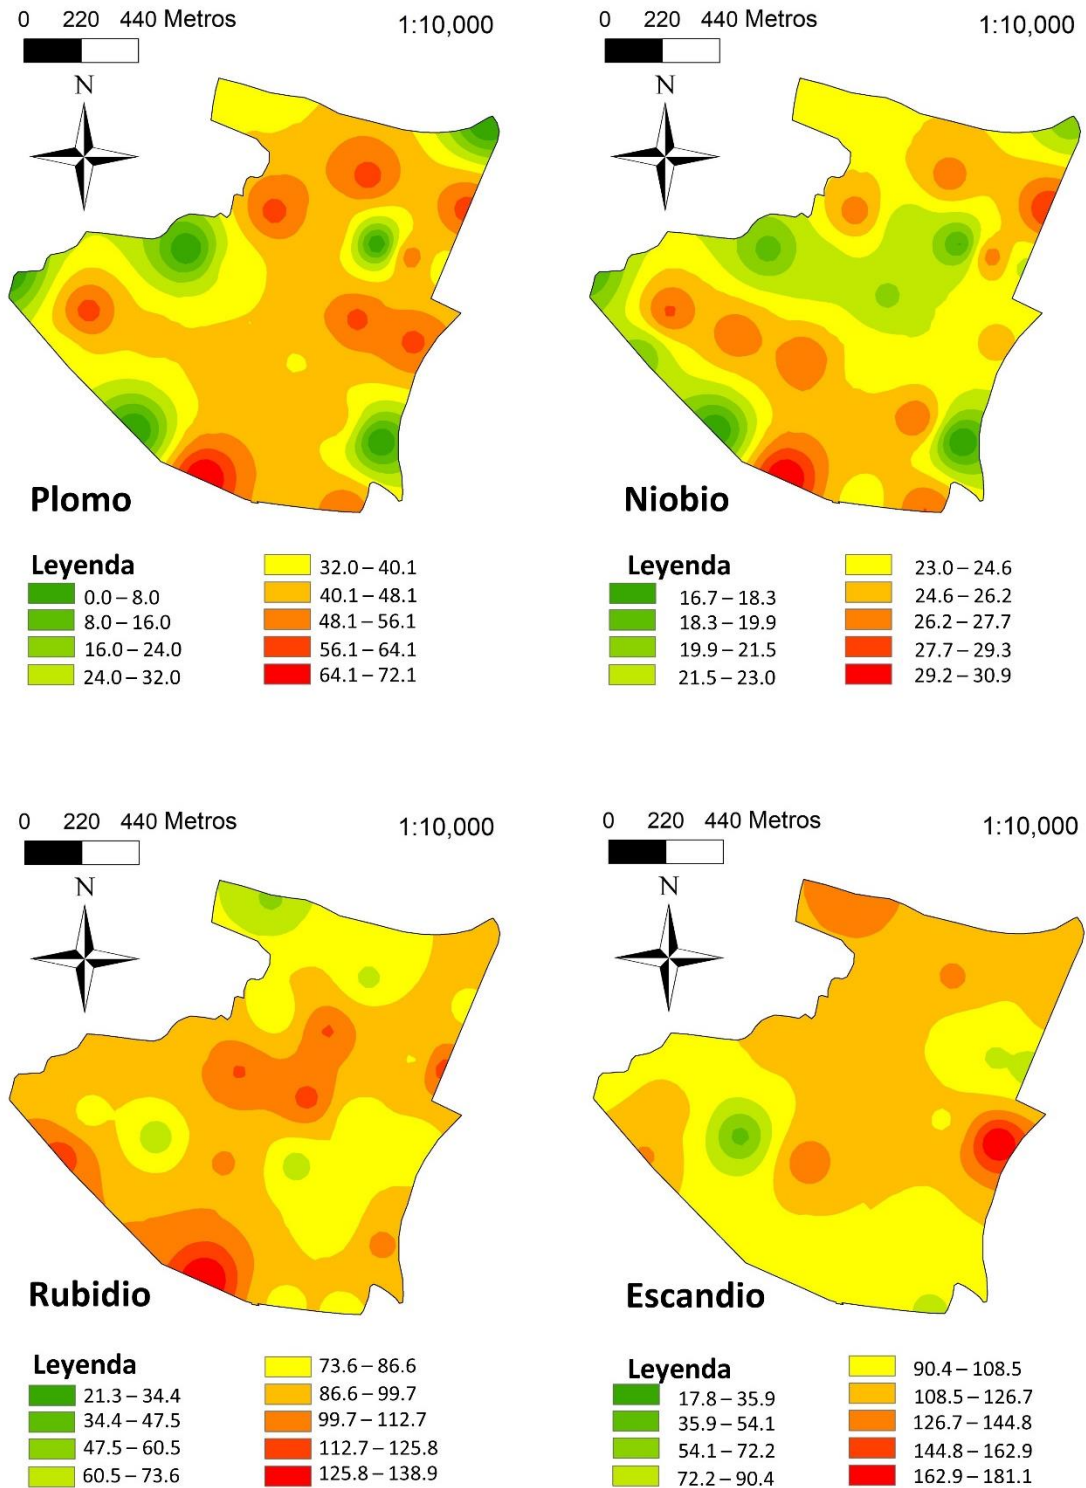 0 220 440 Metros
1:10,000
N
Plomo
Leyenda
0.0 – 8.0
8.0 – 16.0
16.0 – 24.0
24.0 – 32.0
32.0 – 40.1
40.1 – 48.1
48.1 – 56.1
56.1 – 64.1
64.1 – 72.1
0 220 440 Metros
1:10,000
N
Niobio
Leyenda
16.7 – 18.3
18.3 – 19.9
19.9 – 21.5
21.5 – 23.0
23.0 – 24.6
24.6 – 26.2
26.2 – 27.7
27.7 – 29.3
29.2 – 30.9
0 220 440 Metros
1:10,000
N
Rubidio
Leyenda
21.3 – 34.4
34.4 – 47.5
47.5 – 60.5
60.5 – 73.6
73.6 – 86.6
86.6 – 99.7
99.7 – 112.7
112.7 – 125.8
125.8 – 138.9
0 220 440 Metros
1:10,000
N
Escandio
Leyenda
17.8 – 35.9
35.9 – 54.1
54.1 – 72.2
72.2 – 90.4
90.4 – 108.5
108.5 – 126.7
126.7 – 144.8
144.8 – 162.9
162.9 – 181.1